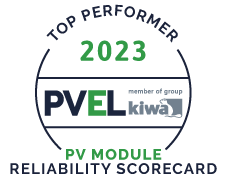 TOP PERFORMER
2023
PVEL
member of group
kiwa
PV MODULE
RELIABILITY SCORECARD